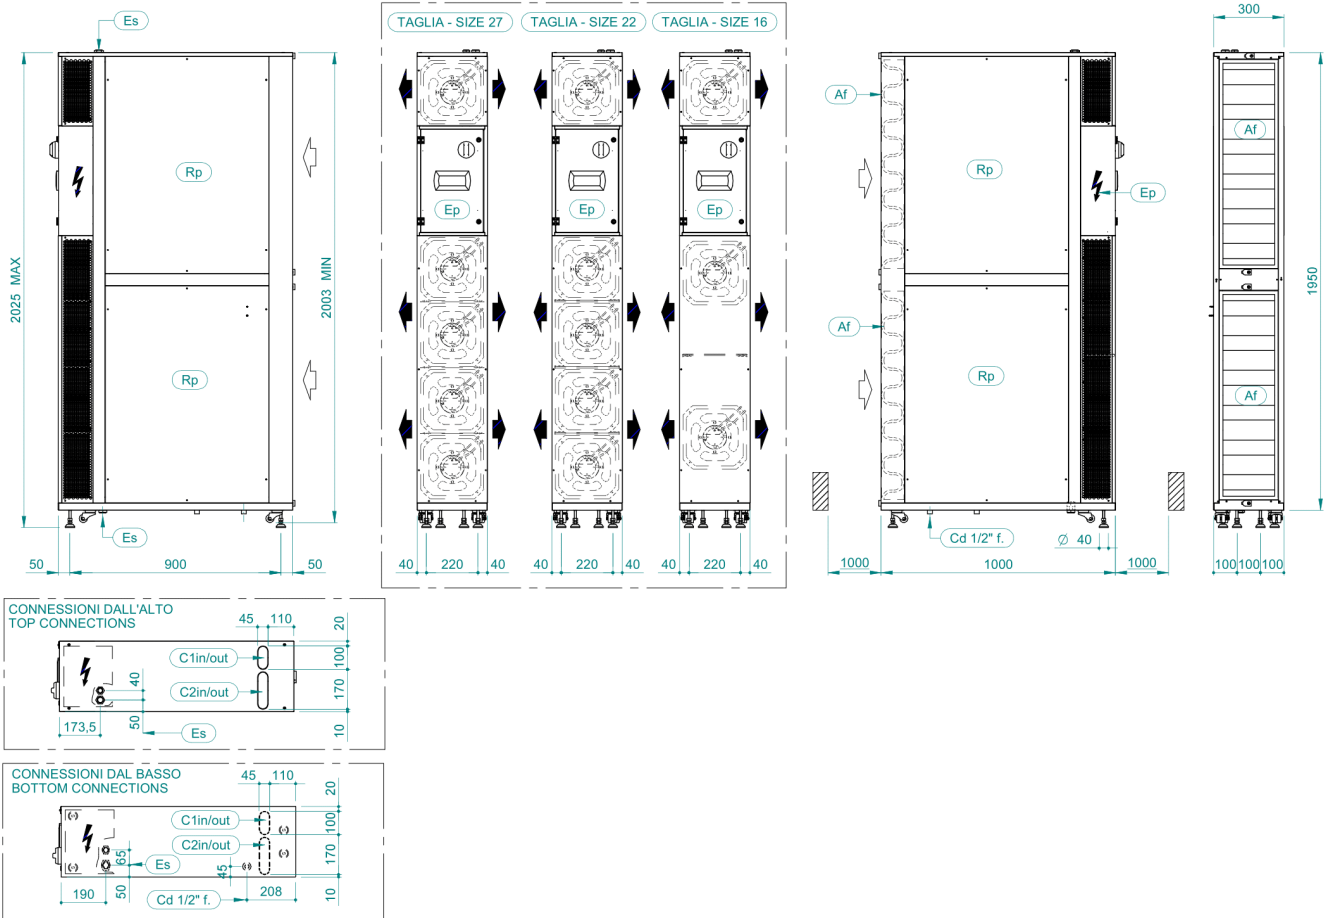 Es
TAGLIA - SIZE 27
TAGLIA - SIZE 22
TAGLIA - SIZE 16
300
Af
Af
Rp
Rp
Ep
Ep
Ep
Ep
2025 MAX
2003 MIN
1950
Af
Af
Rp
Rp
Es
Cd 1/2" f.
Ø 40
50
900
50
40
220
40
220
40
220
40
1000
1000
1000
100
100
100
CONNESSIONI DALL'ALTO
TOP CONNECTIONS
45
110
20
C1in/out
100
C2in/out
40
170
173,5
50
Es
10
CONNESSIONI DAL BASSO
BOTTOM CONNECTIONS
45
110
20
C1in/out
100
C2in/out
65
Es
170
45
190
50
Cd 1/2" f.
208
10